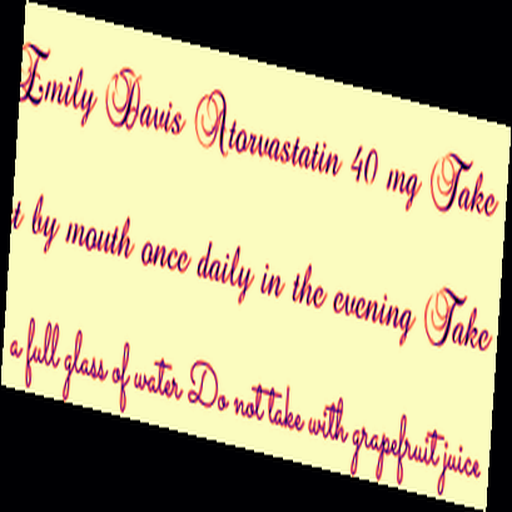 Emily Davis Atorvastatin 40 mg Take
t by mouth once daily in the evening Take
a full glass of water Do not take with grapefruit juice